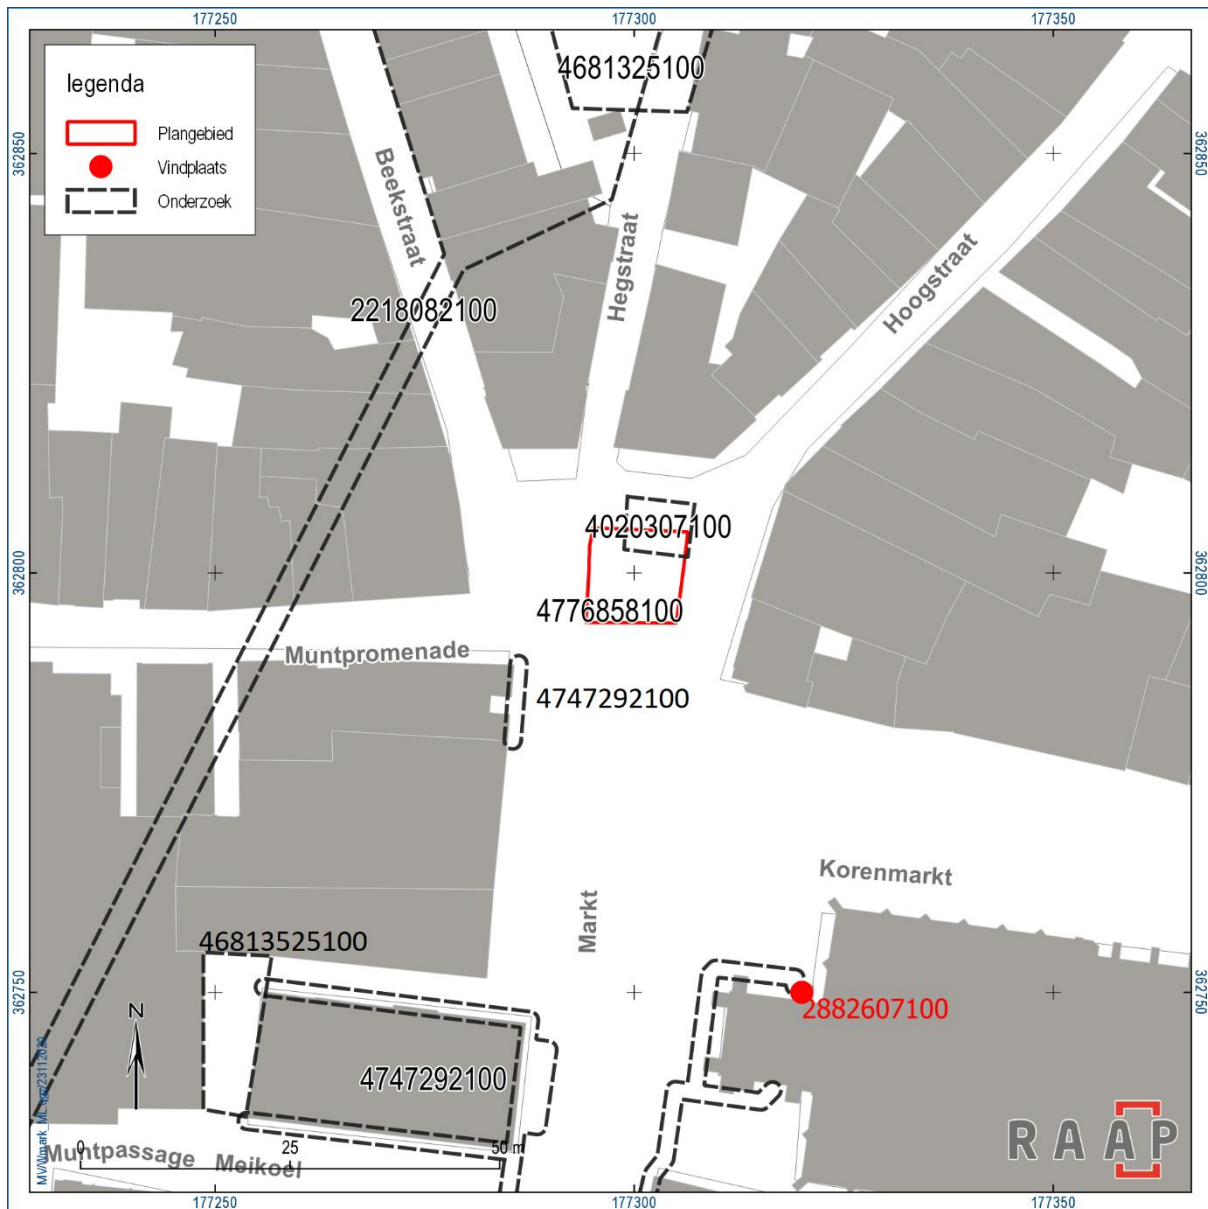 177250
177300
177350
legenda
Plangebied
Vindplaats
Onderzoek
4681325100
362850
362850
Beekstraat
Hegstraat
Hoogstraat
2218082100
4020307100
362800
362800
4776858100
Muntpromenade
4747292100
Korenmarkt
Markt
46813525100
362750
362750
N
2882607100
4747292100
RAAP
0
25
50 m
Muntpassage Meikoel
177250
177300
177350